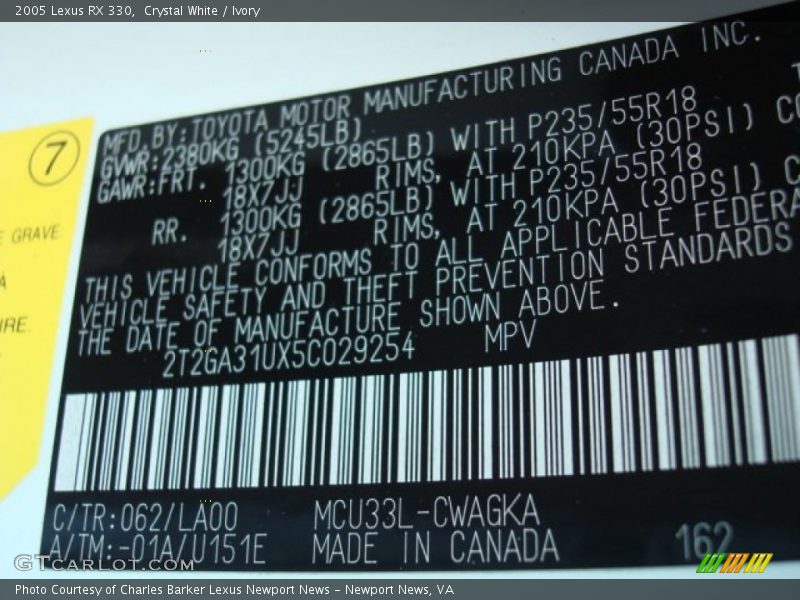 2005 Lexus RX 330, Crystal White / Ivory
7
E GRAVE
A
IRE.
MFD.BY:TOYOTA MOTOR MANUFACTURING CANADA INC.
GVWR:2380KG (5245LB)
GAWR:FRT. 1300KG (2865LB) WITH P235/55R18
18X7JJ RIMS, AT 210KPA (30PSI) CO
RR. 1300KG (2865LB) WITH P235/55R18
18X7JJ RIMS, AT 210KPA (30PSI) C
THIS VEHICLE CONFORMS TO ALL APPLICABLE FEDERA
VEHICLE SAFETY AND THEFT PREVENTION STANDARDS
THE DATE OF MANUFACTURE SHOWN ABOVE.
2T2GA31UX5C029254 MPV
C/TR:062/LA00 MCU33L-CWAGKA
A/TM:-01A/U151E MADE IN CANADA 162
GTCarLot.com
Photo Courtesy of Charles Barker Lexus Newport News - Newport News, VA